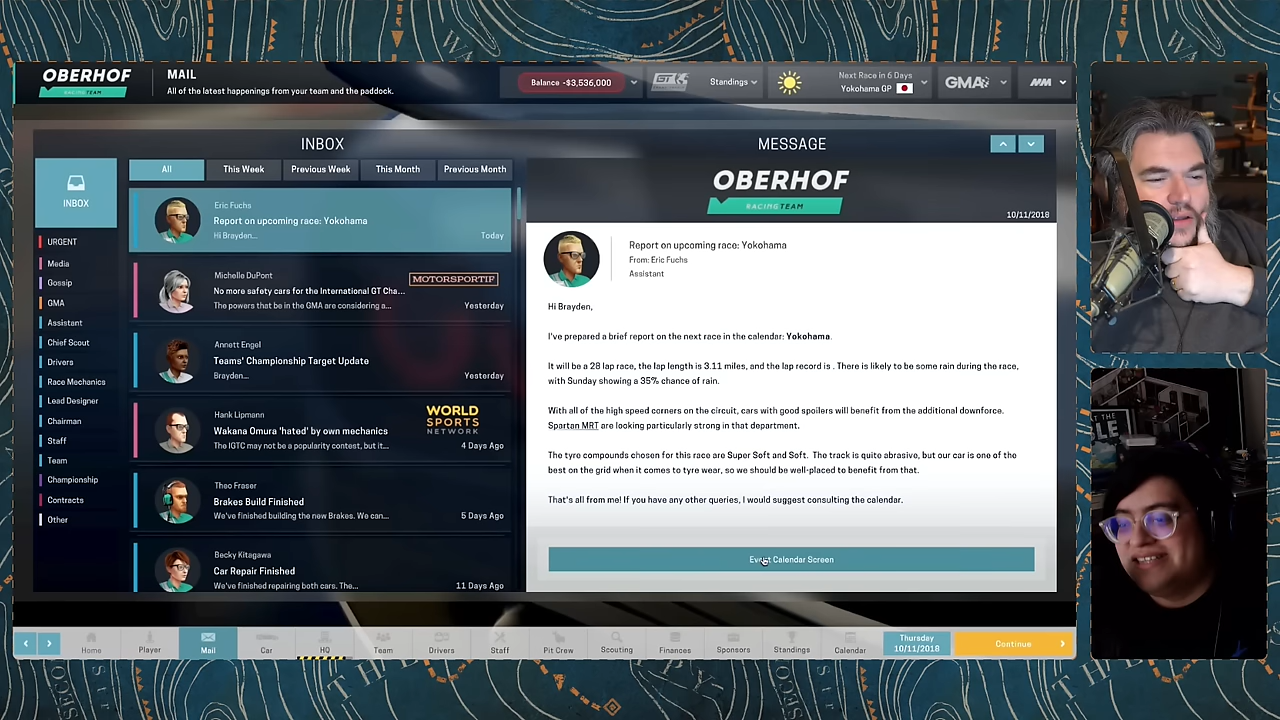 OBERHOF
RACING TEAM
MAIL
All of the latest happenings from your team and the paddock.
Balance -$3,536,000
GT
Standings
Next Race in 6 Days
Yokohama GP
GMA
MM
INBOX
MESSAGE
INBOX
URGENT
Media
Gossip
GMA
Assistant
Chief Scout
Drivers
Race Mechanics
Lead Designer
Chairman
Staff
Team
Championship
Contracts
Other
All
This Week
Previous Week
This Month
Previous Month
Eric Fuchs
Report on upcoming race: Yokohama
Hi Brayden...
Today
Michelle DuPont
MOTORSPORTIF
No more safety cars for the International GT Cha...
The powers that be in the GMA are considering a...
Yesterday
Annett Engel
Teams' Championship Target Update
Brayden...
Yesterday
Hank Lipmann
WORLD
SPORTS
NETWORK
Wakana Omura 'hated' by own mechanics
The IGTC may not be a popularity contest, but it...
4 Days Ago
Theo Fraser
Brakes Build Finished
We've finished building the new Brakes. We can...
5 Days Ago
Becky Kitagawa
Car Repair Finished
We've finished repairing both cars. The...
11 Days Ago
OBERHOF
RACING TEAM
10/11/2018
Report on upcoming race: Yokohama
From: Eric Fuchs
Assistant
Hi Brayden,
I've prepared a brief report on the next race in the calendar: Yokohama.
It will be a 28 lap race, the lap length is 3.11 miles, and the lap record is . There is likely to be some rain during the race,
with Sunday showing a 35% chance of rain.
With all of the high speed corners on the circuit, cars with good spoilers will benefit from the additional downforce.
Spartan MRT are looking particularly strong in that department.
The tyre compounds chosen for this race are Super Soft and Soft. The track is quite abrasive, but our car is one of the
best on the grid when it comes to tyre wear, so we should be well-placed to benefit from that.
That's all from me! If you have any other queries, I would suggest consulting the calendar.
Event Calendar Screen
Home
Player
Mail
Car
HQ
Team
Drivers
Staff
Pit Crew
Scouting
Finances
Sponsors
Standings
Calendar
Thursday
10/11/2018
Continue